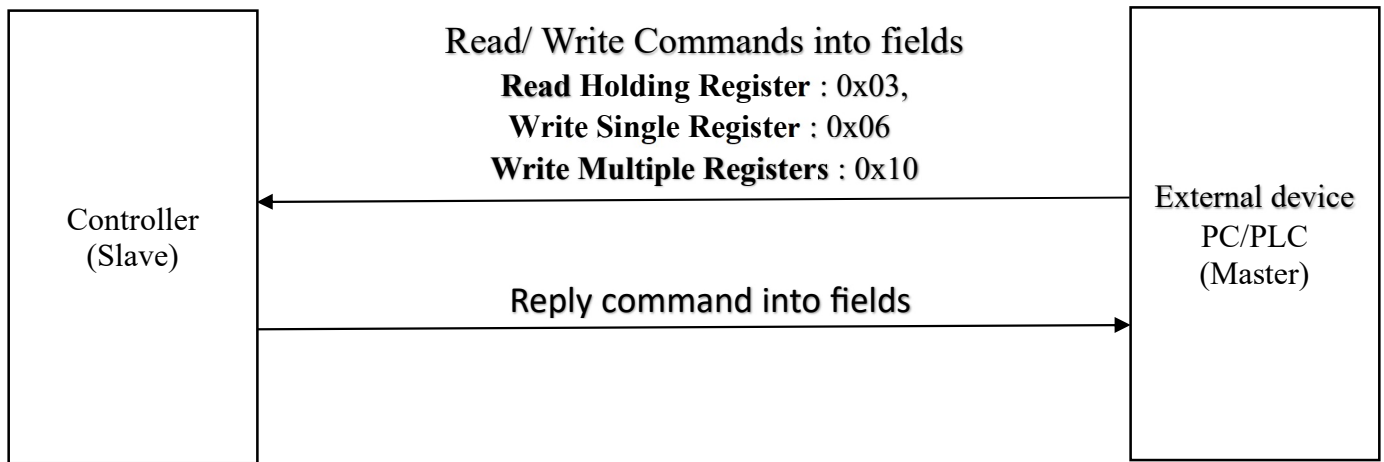 Read/ Write Commands into fields
Read Holding Register : 0x03,
Write Single Register : 0x06
Write Multiple Registers : 0x10
Controller
(Slave)
External device
PC/PLC
(Master)
Reply command into fields